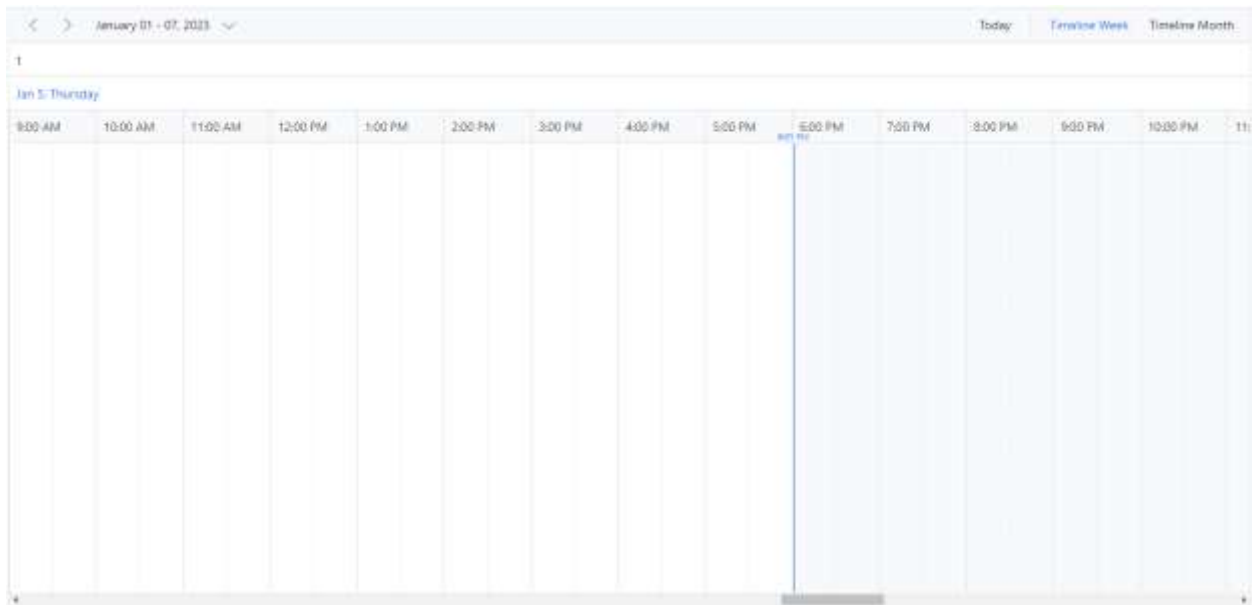 January 01 - 07, 2023 Today Timeline Week Timeline Month
1
Jan 5, Thursday
9:00 AM 10:00 AM 11:00 AM 12:00 PM 1:00 PM 2:00 PM 3:00 PM 4:00 PM 5:00 PM 6:00 PM 7:00 PM 8:00 PM 9:00 PM 10:00 PM 11: